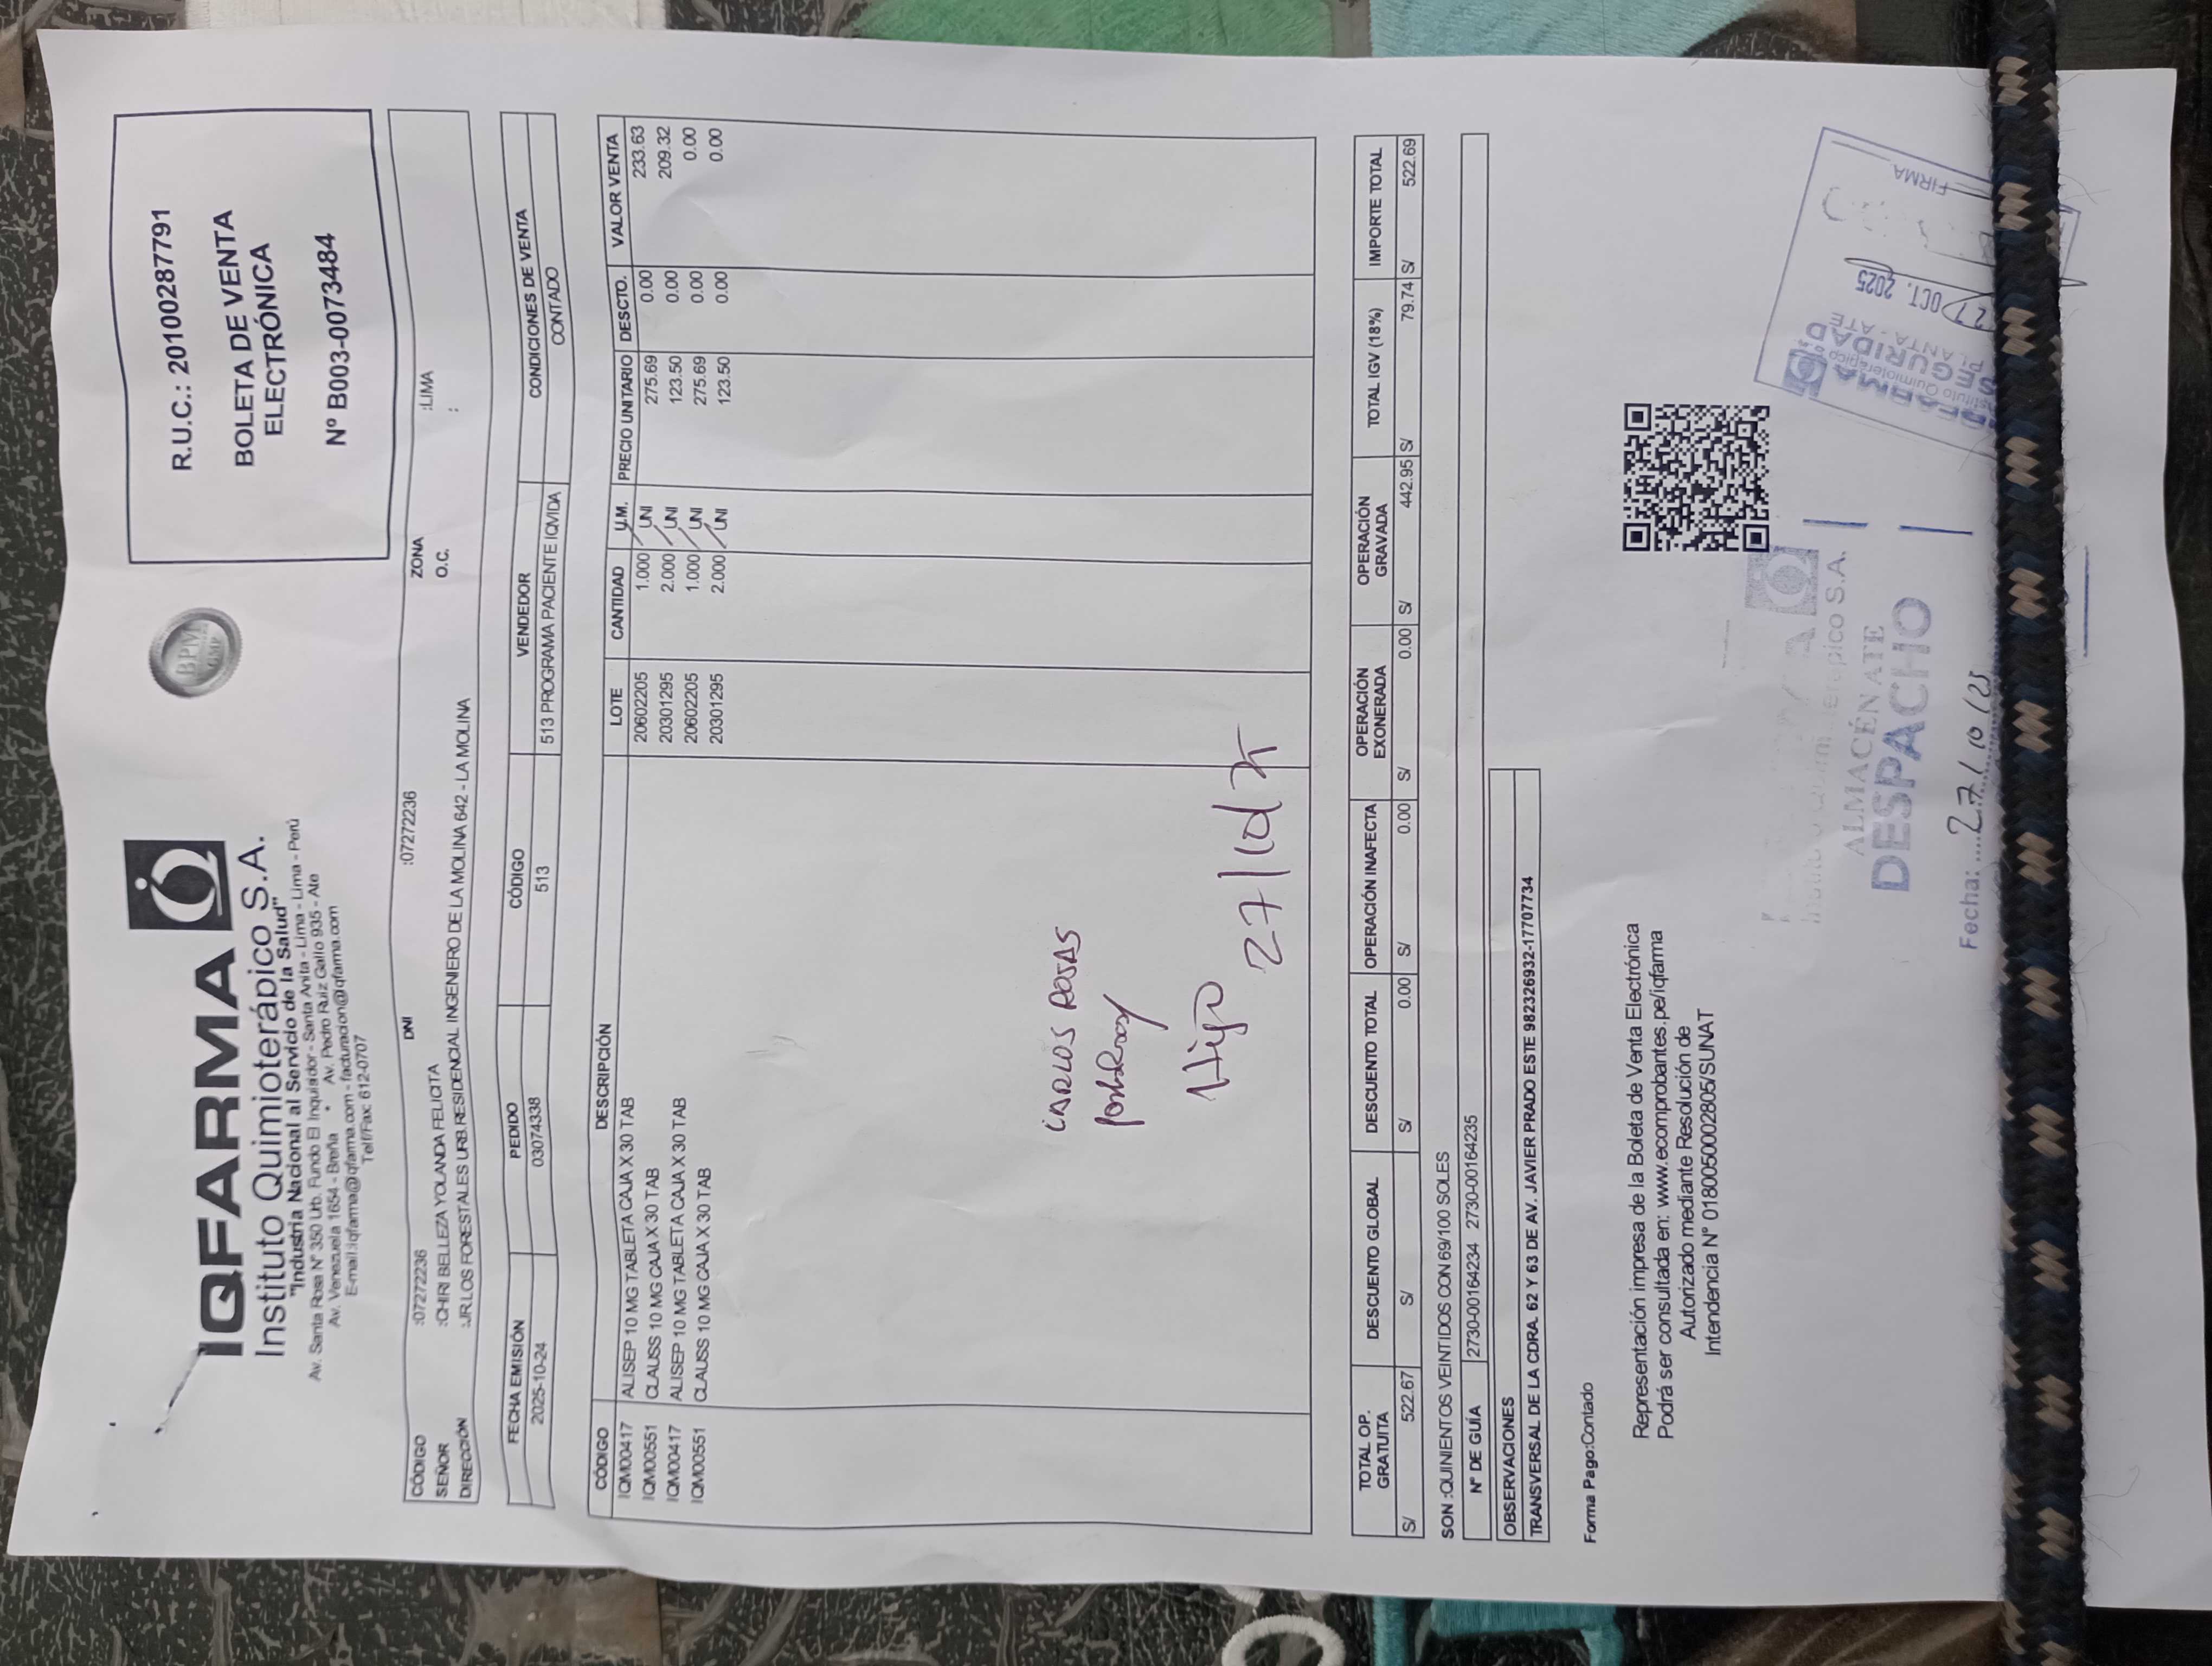 IQFARMA
Instituto Quimioterápico S.A.
"Industria Nacional al Servicio de la Salud"
Av. Santa Rosa N° 350 Urb. Fundo El Inquisidor - Santa Anita - Lima - Lima - Perú
Av. Venezuela 1654 - Breña • Av. Pedro Ruiz Gallo 935 - Ate
E-mail:iqfarma@iqfarma.com - facturacion@iqfarma.com
Telf/Fax: 612-0707
BPM
R.U.C.: 20100287791
BOLETA DE VENTA
ELECTRÓNICA
N° B003-0073484
CÓDIGO :07272236 DNI :07272236 ZONA :LIMA
SEÑOR :CHIRI BELLEZA YOLANDA FELICITA O.C. :
DIRECCIÓN :JR.LOS FORESTALES URB.RESIDENCIAL INGENIERO DE LA MOLINA 642 - LA MOLINA
FECHA EMISIÓN PEDIDO CÓDIGO VENDEDOR CONDICIONES DE VENTA
2025-10-24 03074338 513 513 PROGRAMA PACIENTE IQVIDA CONTADO
CÓDIGO DESCRIPCIÓN LOTE CANTIDAD U.M. PRECIO UNITARIO DESCTO. VALOR VENTA
IQM00417 ALISEP 10 MG TABLETA CAJA X 30 TAB 20602205 1.000 UNI 275.69 0.00 233.63
IQM00551 CLAUSS 10 MG CAJA X 30 TAB 20301295 2.000 UNI 123.50 0.00 209.32
IQM00417 ALISEP 10 MG TABLETA CAJA X 30 TAB 20602205 1.000 UNI 275.69 0.00 0.00
IQM00551 CLAUSS 10 MG CAJA X 30 TAB 20301295 2.000 UNI 123.50 0.00 0.00
CARLOS ROJAS
Hijo 27/10/25
TOTAL OP. GRATUITA DESCUENTO GLOBAL DESCUENTO TOTAL OPERACIÓN INAFECTA OPERACIÓN EXONERADA OPERACIÓN GRAVADA TOTAL IGV (18%) IMPORTE TOTAL
S/ 522.67 S/ 0.00 S/ 0.00 S/ 0.00 S/ 442.95 S/ 79.74 S/ 522.69
SON :QUINIENTOS VEINTIDOS CON 69/100 SOLES
N° DE GUÍA 2730-00164234 2730-00164235
OBSERVACIONES
TRANSVERSAL DE LA CDRA. 62 Y 63 DE AV. JAVIER PRADO ESTE 982326932-17707734
Forma Pago:Contado
Representación impresa de la Boleta de Venta Electrónica
Podrá ser consultada en: www.ecomprobantes.pe/iqfarma
Autorizado mediante Resolución de
Intendencia N° 0180050002805/SUNAT
S.A.
ALMACÉN ATE
DESPACHO
Fecha: 27/10/25
SEGURIDAD
27 OCT. 2025
FIRMA